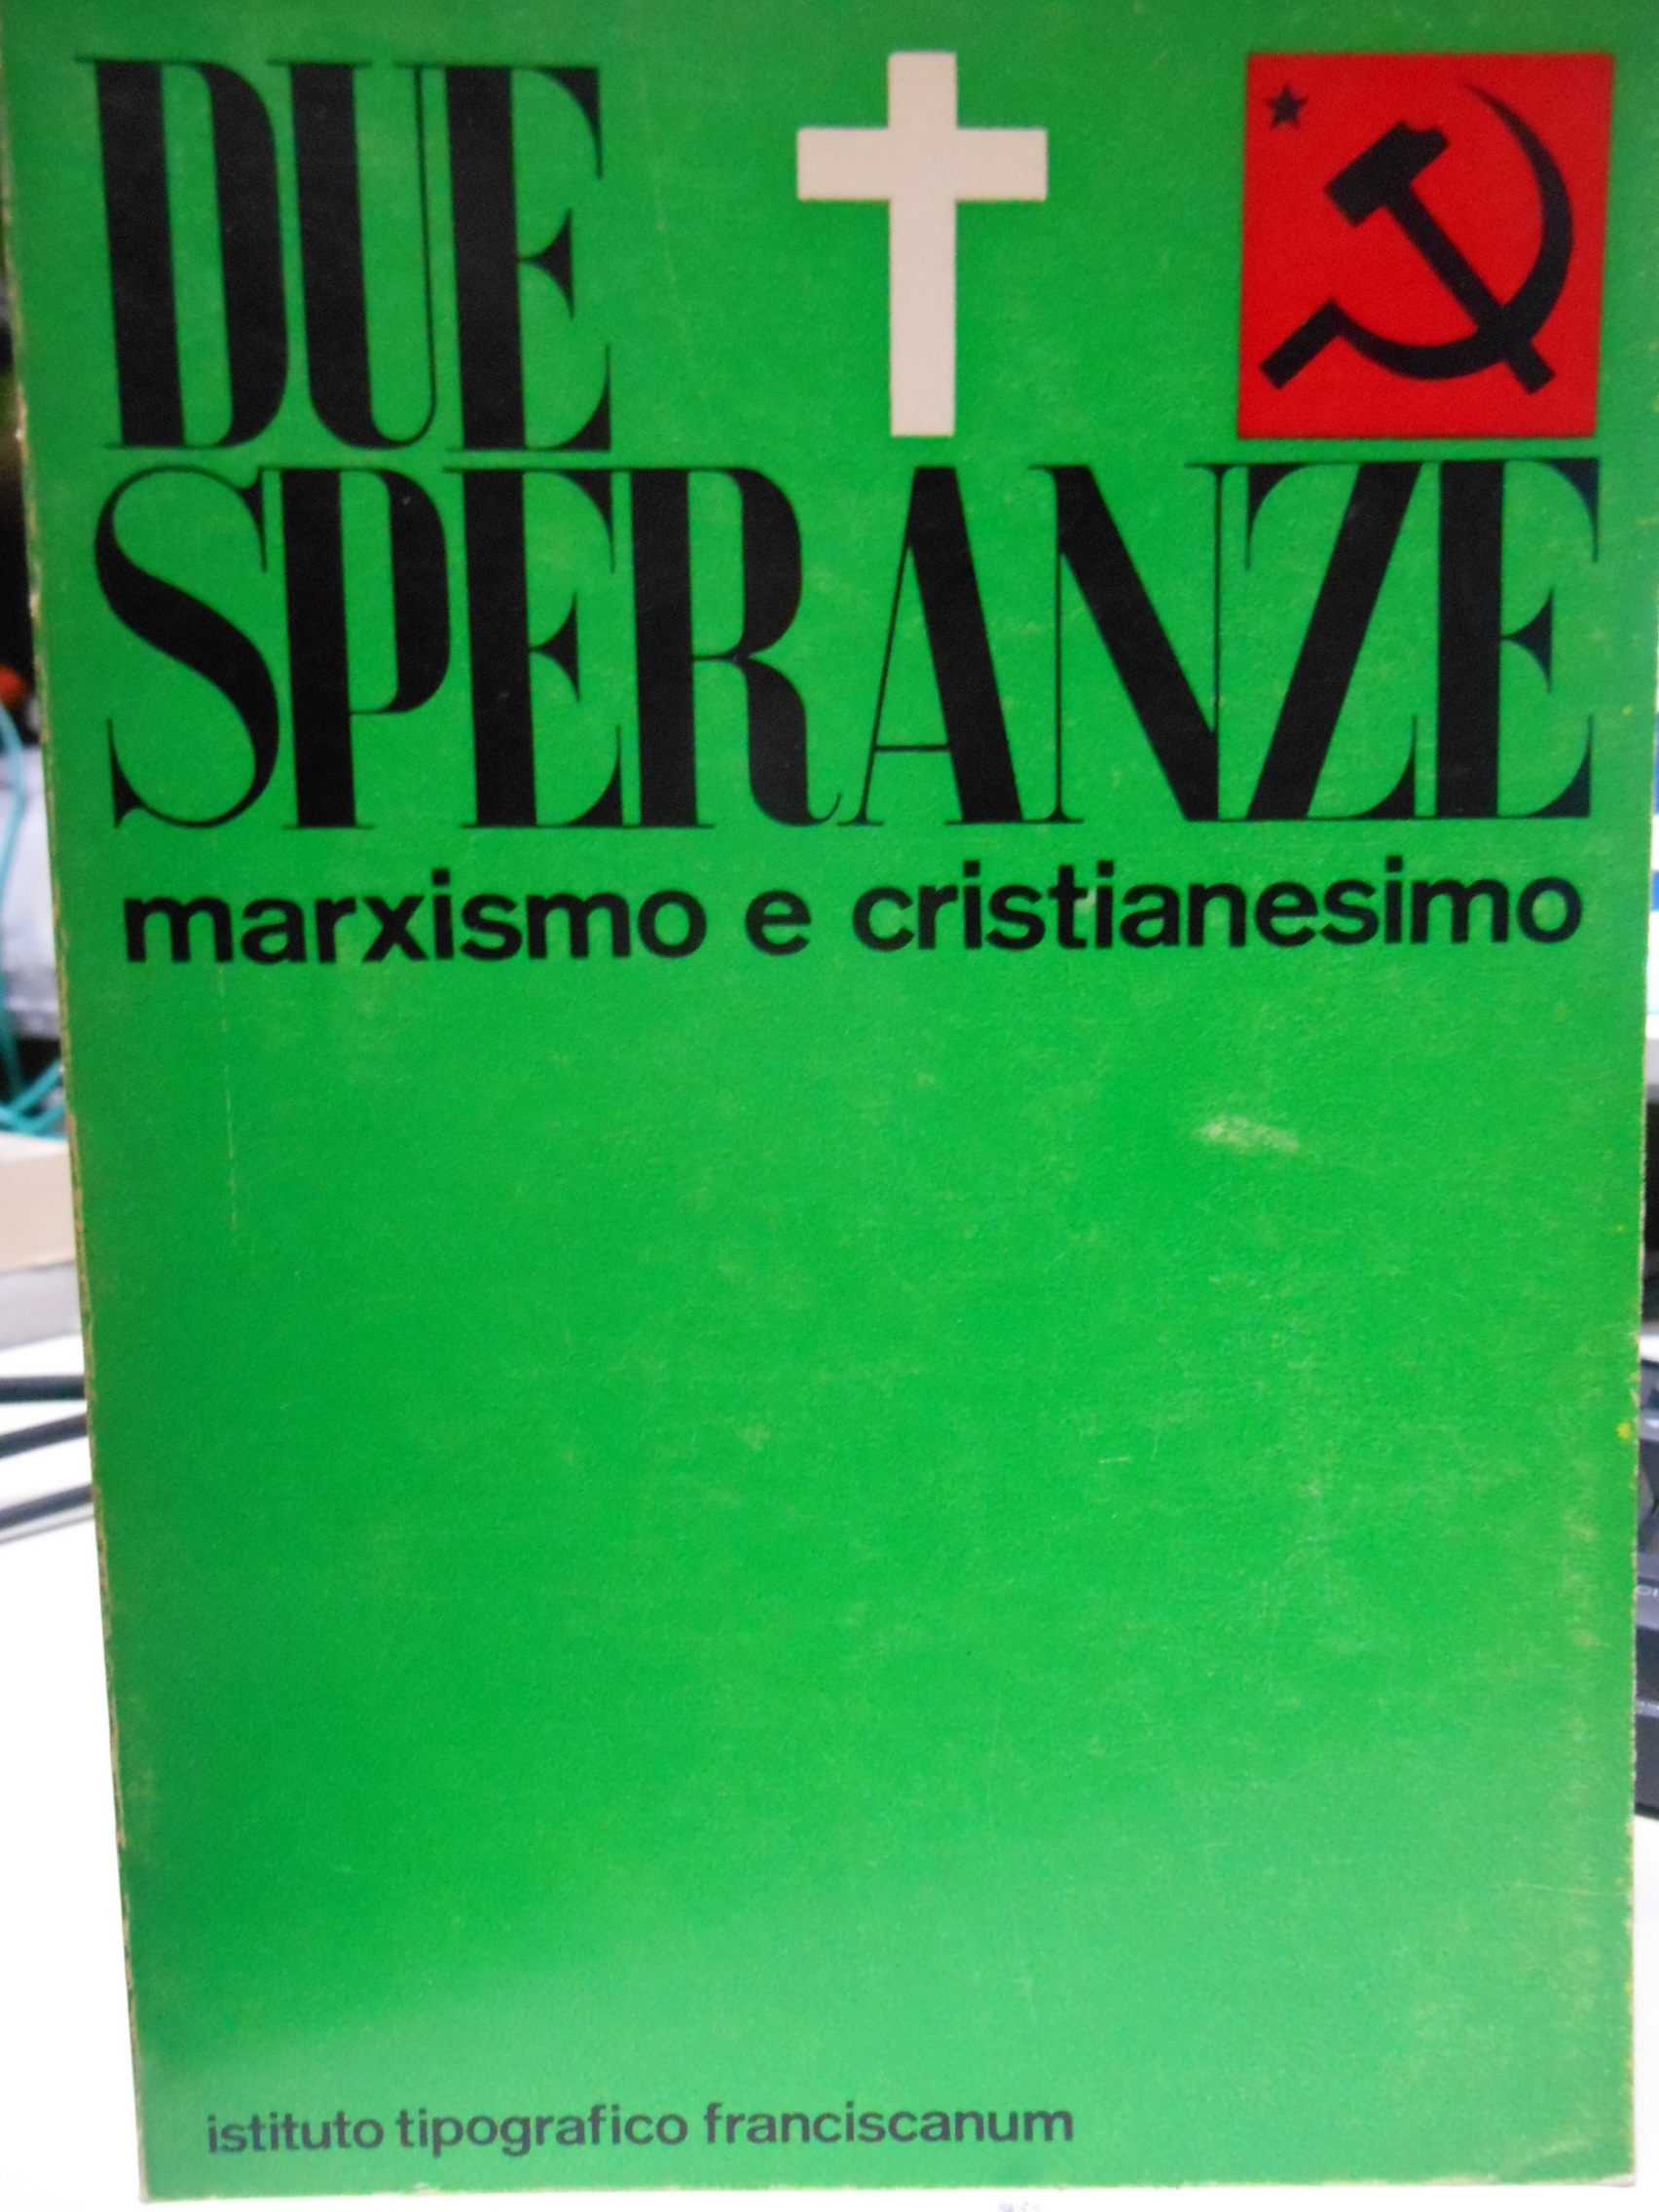 DUE
SPERANZE
marxismo e cristianesimo
istituto tipografico franciscanum